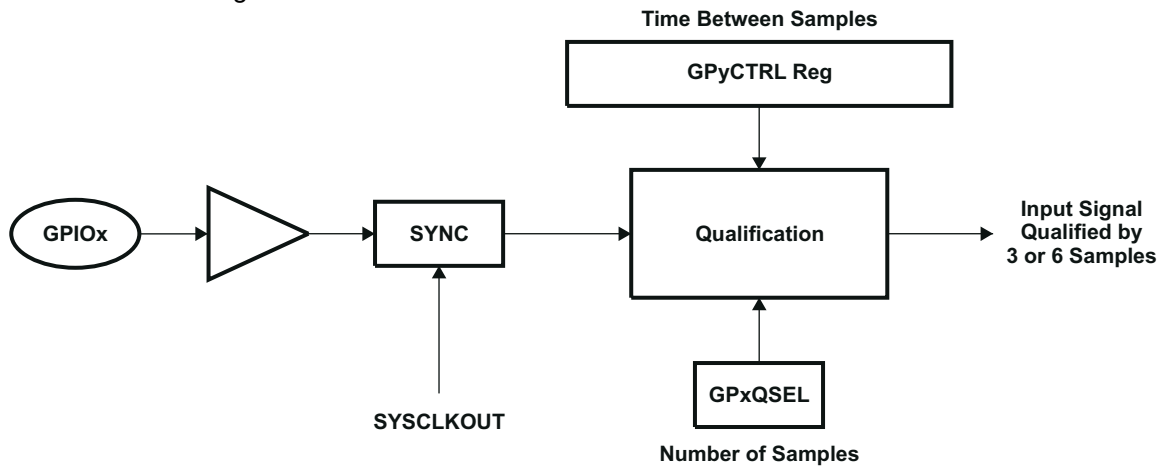 Time Between Samples
GPyCTRL Reg
GPIOx
SYNC
Qualification
Input Signal
Qualified by
3 or 6 Samples
GPxQSEL
SYSCLKOUT
Number of Samples